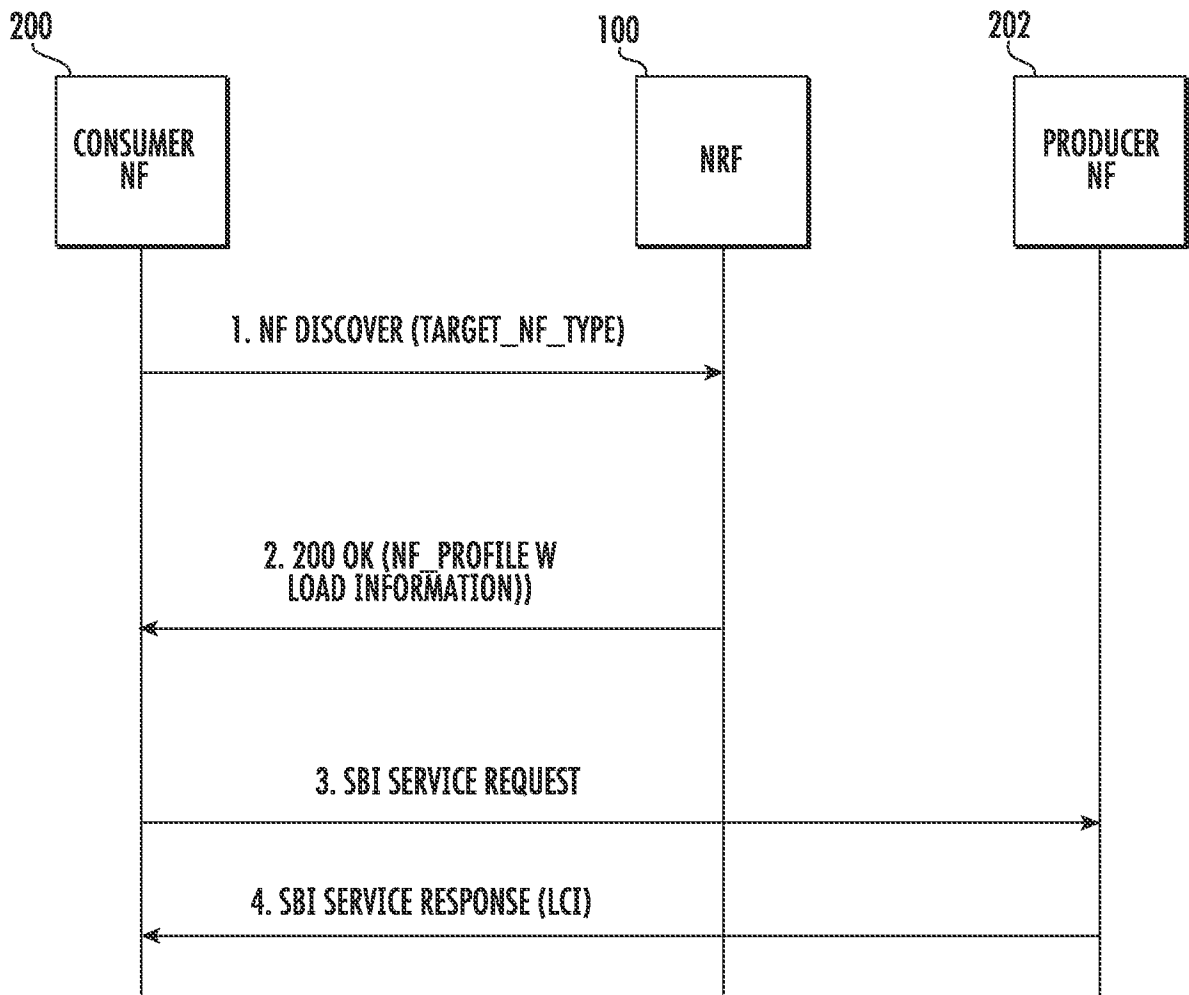 200
100
202
CONSUMER
NF
NRF
PRODUCER
NF
1. NF DISCOVER (TARGET_NF_TYPE)
2. 200 OK (NF_PROFILE W
LOAD INFORMATION))
3. SBI SERVICE REQUEST
4. SBI SERVICE RESPONSE (LCI)